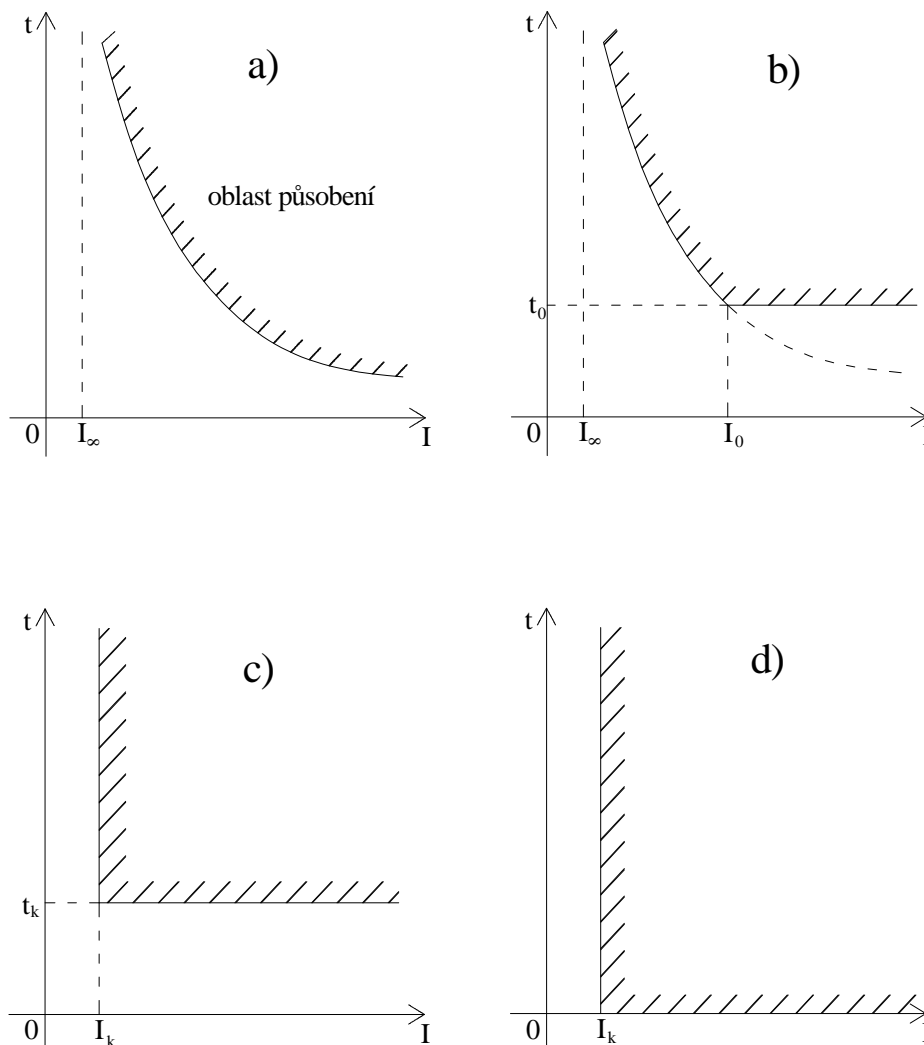 t
a)
oblast působení
0
I∞
I
t
b)
t₀
0
I∞
I₀
t
c)
tₖ
0
Iₖ
I
t
d)
0
Iₖ